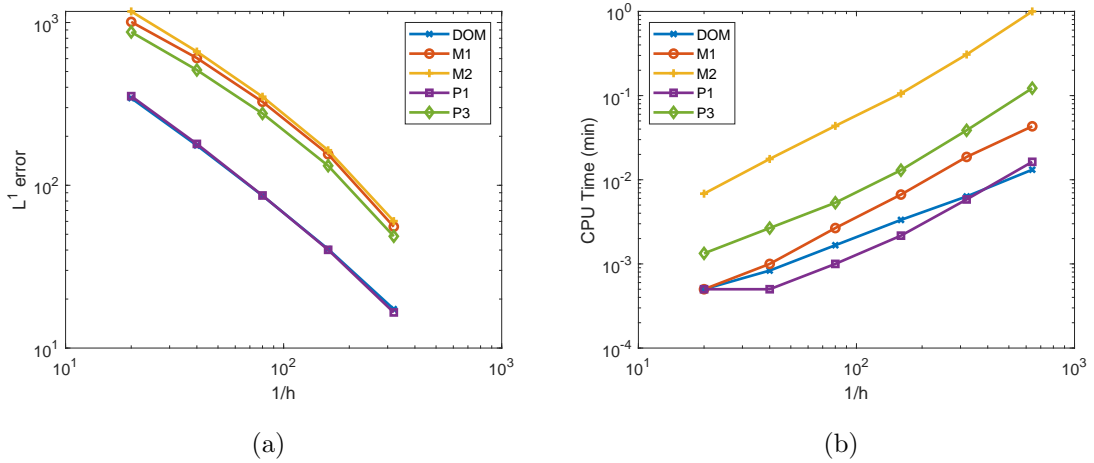 10^3
10^2
10^1
L^1 error
10^1
10^2
10^3
1/h
DOM
M1
M2
P1
P3
(a)
10^0
10^-1
10^-2
10^-3
10^-4
CPU Time (min)
10^1
10^2
10^3
1/h
DOM
M1
M2
P1
P3
(b)